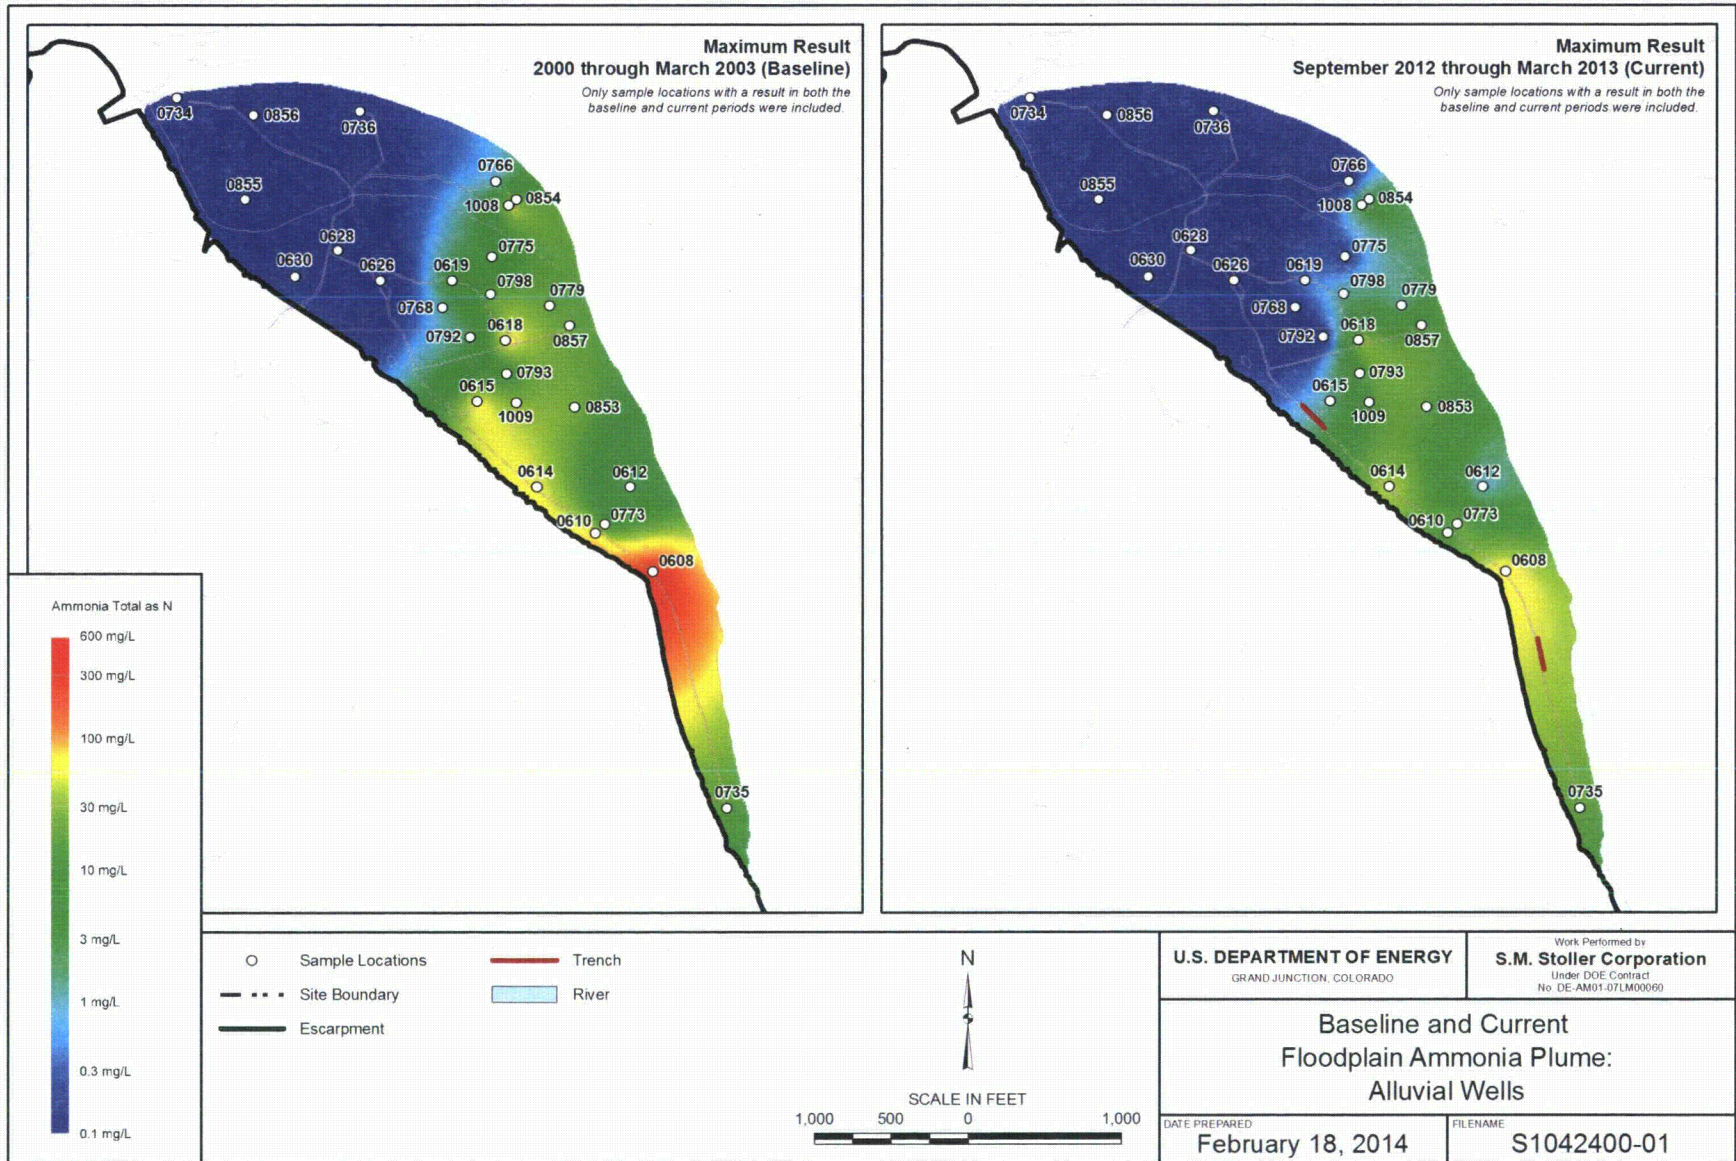 Maximum Result
2000 through March 2003 (Baseline)
Only sample locations with a result in both the
baseline and current periods were included.
0734
0856
0736
0766
0855
1008
0854
0628
0775
0630
0626
0619
0798
0779
0768
0618
0792
0857
0793
0615
1009
0853
0614
0612
0610
0773
0608
0735
Maximum Result
September 2012 through March 2013 (Current)
Only sample locations with a result in both the
baseline and current periods were included.
0734
0856
0736
0766
0855
1008
0854
0628
0775
0630
0626
0619
0798
0779
0768
0618
0792
0857
0793
0615
1009
0853
0614
0612
0610
0773
0608
0735
Ammonia Total as N
600 mg/L
300 mg/L
100 mg/L
30 mg/L
10 mg/L
3 mg/L
1 mg/L
0.3 mg/L
0.1 mg/L
Sample Locations
Site Boundary
Escarpment
Trench
River
N
SCALE IN FEET
1,000 500 0 1,000
U.S. DEPARTMENT OF ENERGY
GRAND JUNCTION, COLORADO
Work Performed by
S.M. Stoller Corporation
Under DOE Contract
No. DE-AM01-07LM00060
Baseline and Current
Floodplain Ammonia Plume:
Alluvial Wells
DATE PREPARED
February 18, 2014
FILENAME
S1042400-01